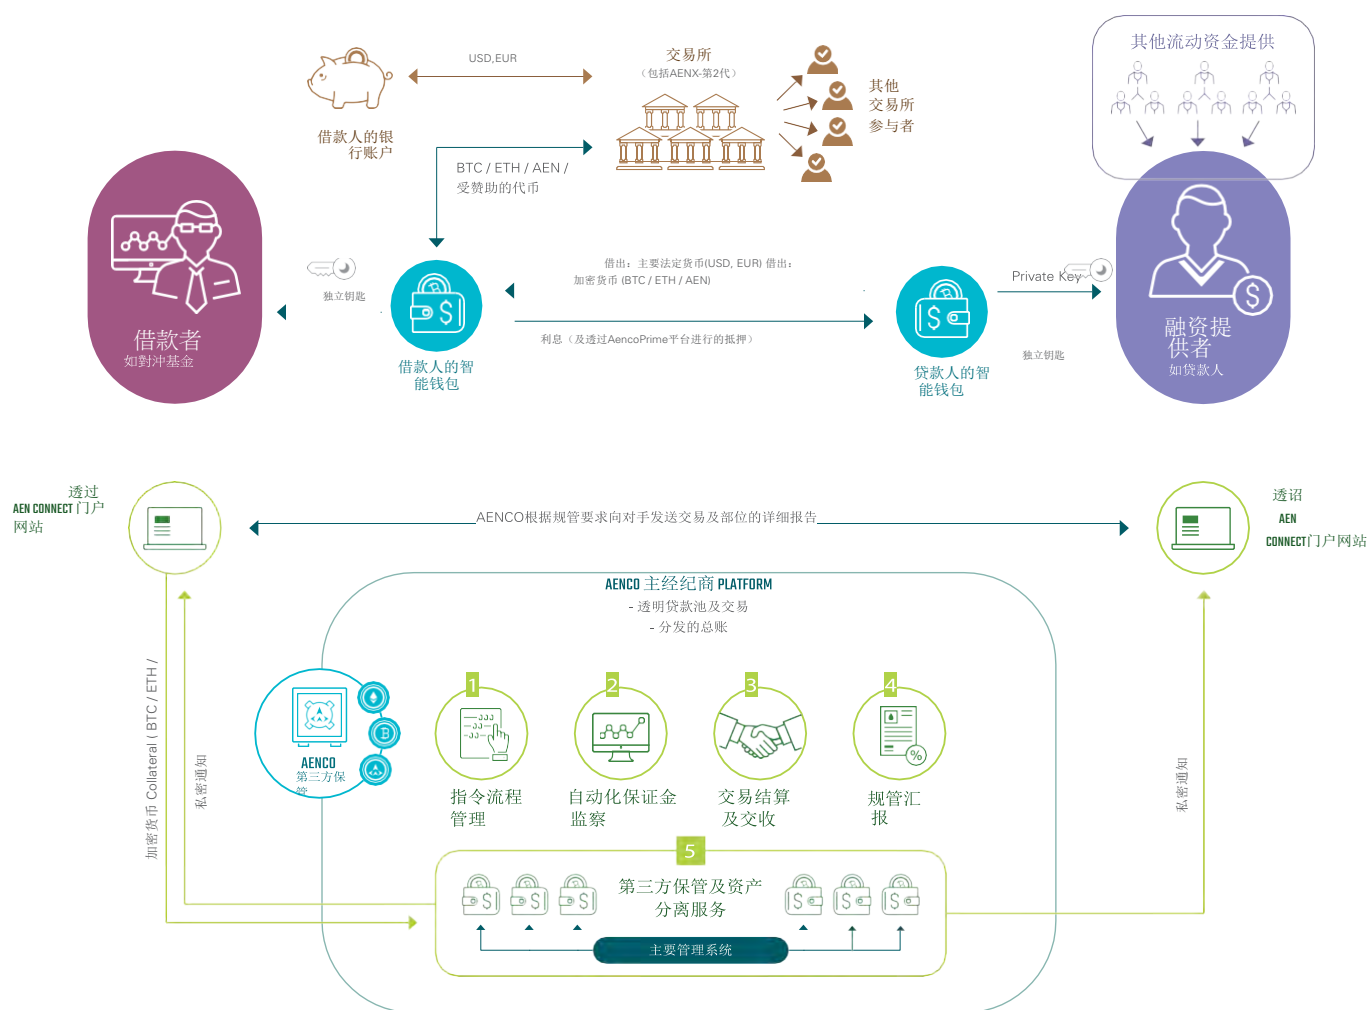 其他流动资金提供
USD,EUR
交易所
（包括AENX-第2代）
其他
交易所
参与者
借款人的银
行账户
BTC / ETH / AEN /
受赞助的代币
借出：主要法定货币(USD, EUR) 借出：
加密货币 (BTC / ETH / AEN)
Private Key
独立钥匙
利息（及透过AencoPrime平台进行的抵押）
独立钥匙
借款者
如對沖基金
借款人的智
能钱包
贷款人的智
能钱包
融资提
供者
如贷款人
透过
AEN CONNECT 门户
网站
AENCO根据规管要求向对手发送交易及部位的详细报告
透诏
AEN
CONNECT门户网站
AENCO 主经纪商 PLATFORM
- 透明贷款池及交易
- 分发的总账
加密货币 Collateral ( BTC / ETH /
私密通知
私密通知
AENCO
第三方保
管
1
2
3
4
指令流程
管理
自动化保证金
监察
交易结算
及交收
规管汇
报
5
第三方保管及资产
分离服务
主要管理系统